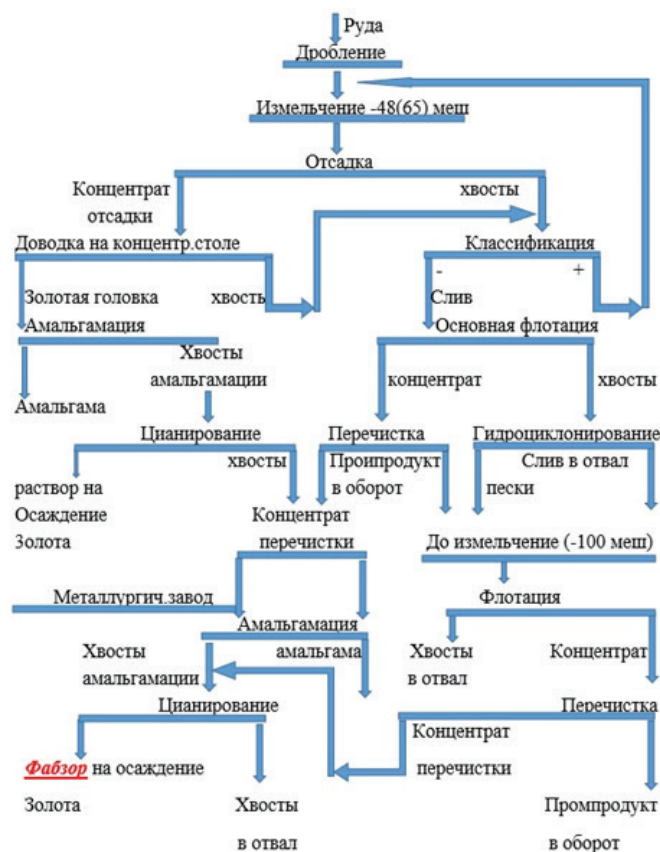 Руда
Дробление
Измельчение -48(65) меш
Отсадка
Концентрат
отсадки
хвосты
Доводка на концентр.столе
Классификация
- +
Золотая головка
хвость
Слив
Амальгамация
Основная флотация
Хвосты
амальгамации
концентрат
хвосты
Амальгама
Цианирование
Перечистка
Гидроциклонирование
хвосты
Проипродукт
в оборот
Слив в отвал
пески
раствор на
Осаждение
Золота
Концентрат
перечистки
До измельчение (-100 меш)
Металлургич.завод
Флотация
Амальгамация
амальгама
Хвосты
амальгамации
Хвосты
в отвал
Концентрат
Цианирование
Перечистка
Концентрат
перечистки
Фабзор на осаждение
Золота
Хвосты
в отвал
Промпродукт
в оборот